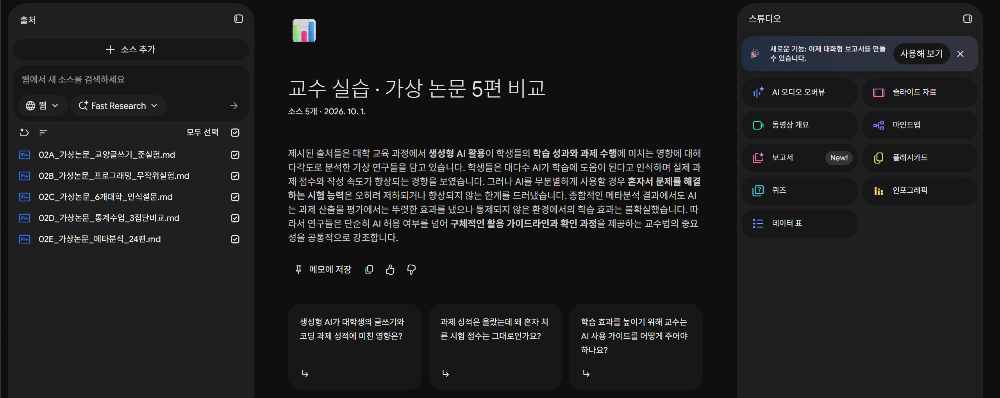 출처
소스 추가
웹에서 새 소스를 검색하세요
웹
Fast Research
모두 선택
02A_가상논문_교양글쓰기_준실험.md
02B_가상논문_프로그래밍_무작위실험.md
02C_가상논문_6개대학_인식설문.md
02D_가상논문_통계수업_3집단비교.md
02E_가상논문_메타분석_24편.md
교수 실습 · 가상 논문 5편 비교
소스 5개 · 2026. 10. 1.
제시된 출처들은 대학 교육 과정에서 생성형 AI 활용이 학생들의 학습 성과와 과제 수행에 미치는 영향에 대해
다각도로 분석한 가상 연구들을 담고 있습니다. 학생들은 대다수 AI가 학습에 도움이 된다고 인식하며 실제 과
제 점수와 작성 속도가 향상되는 경향을 보였습니다. 그러나 AI를 무분별하게 사용할 경우 혼자서 문제를 해결
하는 시험 능력은 오히려 저하되거나 향상되지 않는 한계를 드러냈습니다. 종합적인 메타분석 결과에서도 AI
는 과제 산출물 평가에서는 뚜렷한 효과를 냈으나 통제되지 않은 환경에서의 학습 효과는 불확실했습니다. 따
라서 연구들은 단순히 AI 허용 여부를 넘어 구체적인 활용 가이드라인과 확인 과정을 제공하는 교수법의 중요
성을 공통적으로 강조합니다.
메모에 저장
생성형 AI가 대학생의 글쓰기와
코딩 과제 성적에 미친 영향은?
과제 성적은 올랐는데 왜 혼자 치
른 시험 점수는 그대로인가요?
학습 효과를 높이기 위해 교수는
AI 사용 가이드를 어떻게 주어야
하나요?
스튜디오
새로운 기능: 이제 대화형 보고서를 만들
수 있습니다.
사용해 보기
AI 오디오 오버뷰
슬라이드 자료
동영상 개요
마인드맵
보고서
New!
플래시카드
퀴즈
인포그래픽
데이터 표